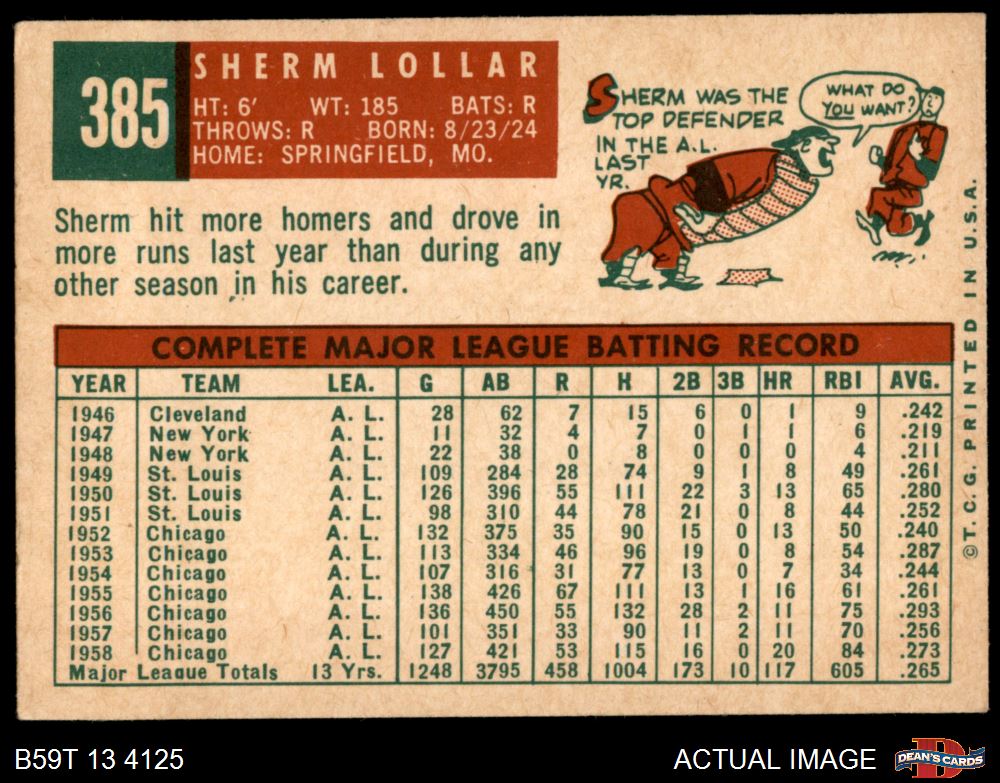 385
SHERM LOLLAR
HT: 6' WT: 185 BATS: R
THROWS: R BORN: 8/23/24
HOME: SPRINGFIELD, MO.
SHERM WAS THE
TOP DEFENDER
IN THE A.L.
LAST
YR.
WHAT DO
YOU WANT?
Sherm hit more homers and drove in
more runs last year than during any
other season in his career.
COMPLETE MAJOR LEAGUE BATTING RECORD
YEAR TEAM LEA. G AB R H 2B 3B HR RBI AVG.
1946 Cleveland A. L. 28 62 7 15 6 0 1 9 .242
1947 New York A. L. 11 32 4 7 0 1 1 6 .219
1948 New York A. L. 22 38 0 8 0 0 0 4 .211
1949 St. Louis A. L. 109 284 28 74 9 1 8 49 .261
1950 St. Louis A. L. 126 396 55 111 22 3 13 65 .280
1951 St. Louis A. L. 98 310 44 78 21 0 8 44 .252
1952 Chicago A. L. 132 375 35 90 15 0 13 50 .240
1953 Chicago A. L. 113 334 46 96 19 0 8 54 .287
1954 Chicago A. L. 107 316 31 77 13 0 7 34 .244
1955 Chicago A. L. 138 426 67 111 13 1 16 61 .261
1956 Chicago A. L. 136 450 55 132 28 2 11 75 .293
1957 Chicago A. L. 101 351 33 90 11 2 11 70 .256
1958 Chicago A. L. 127 421 53 115 16 0 20 84 .273
Major League Totals 13 Yrs. 1248 3795 458 1004 173 10 117 605 .265
©T. C. G. PRINTED IN U.S.A.
B59T 13 4125
ACTUAL IMAGE
DEAN'S CARDS